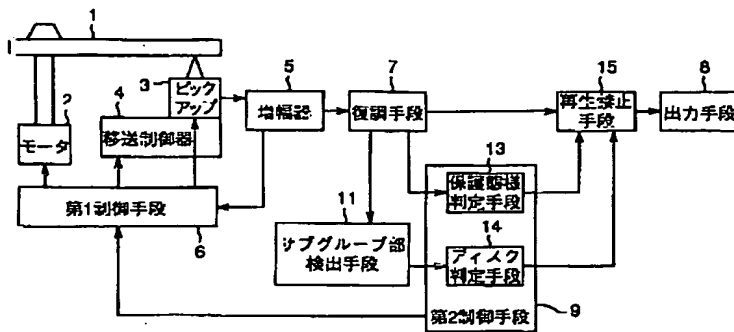 1
5
7
15
8
3
ピック
アップ
4
2
増幅器
復調手段
再生禁止
手段
出力手段
モータ
移送制御器
13
保護態様
判定手段
第1制御手段
11
6
サブグルーブ部
検出手段
14
ディスク
判定手段
第2制御手段
9